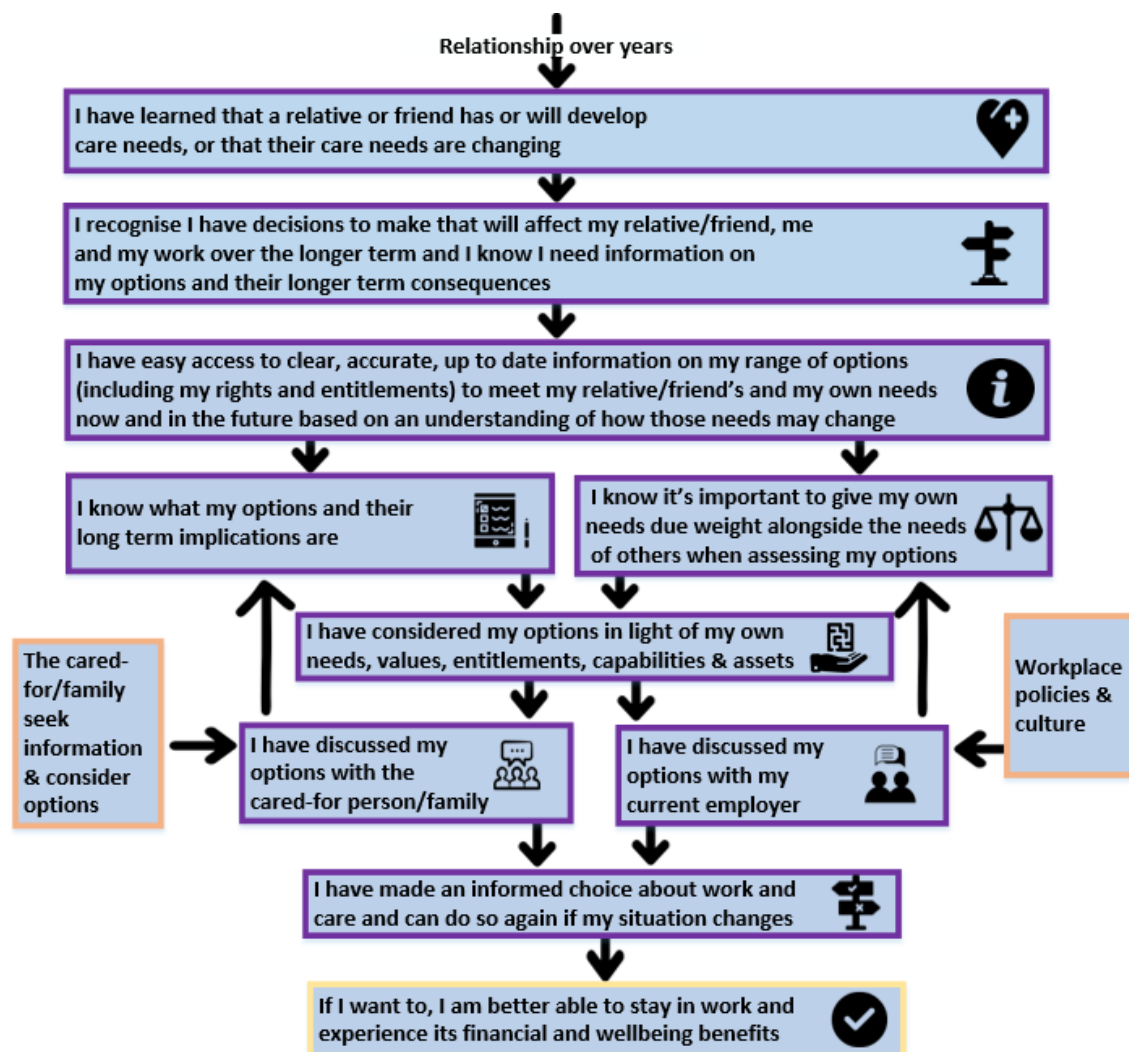 Relationship over years
I have learned that a relative or friend has or will develop
care needs, or that their care needs are changing
I recognise I have decisions to make that will affect my relative/friend, me
and my work over the longer term and I know I need information on
my options and their longer term consequences
I have easy access to clear, accurate, up to date information on my range of options
(including my rights and entitlements) to meet my relative/friend’s and my own needs
now and in the future based on an understanding of how those needs may change
I know what my options and their
long term implications are
I know it’s important to give my own
needs due weight alongside the needs
of others when assessing my options
I have considered my options in light of my own
needs, values, entitlements, capabilities & assets
The cared-
for/family
seek
information
& consider
options
Workplace
policies &
culture
I have discussed my
options with the
cared-for person/family
I have discussed my
options with my
current employer
I have made an informed choice about work and
care and can do so again if my situation changes
If I want to, I am better able to stay in work and
experience its financial and wellbeing benefits